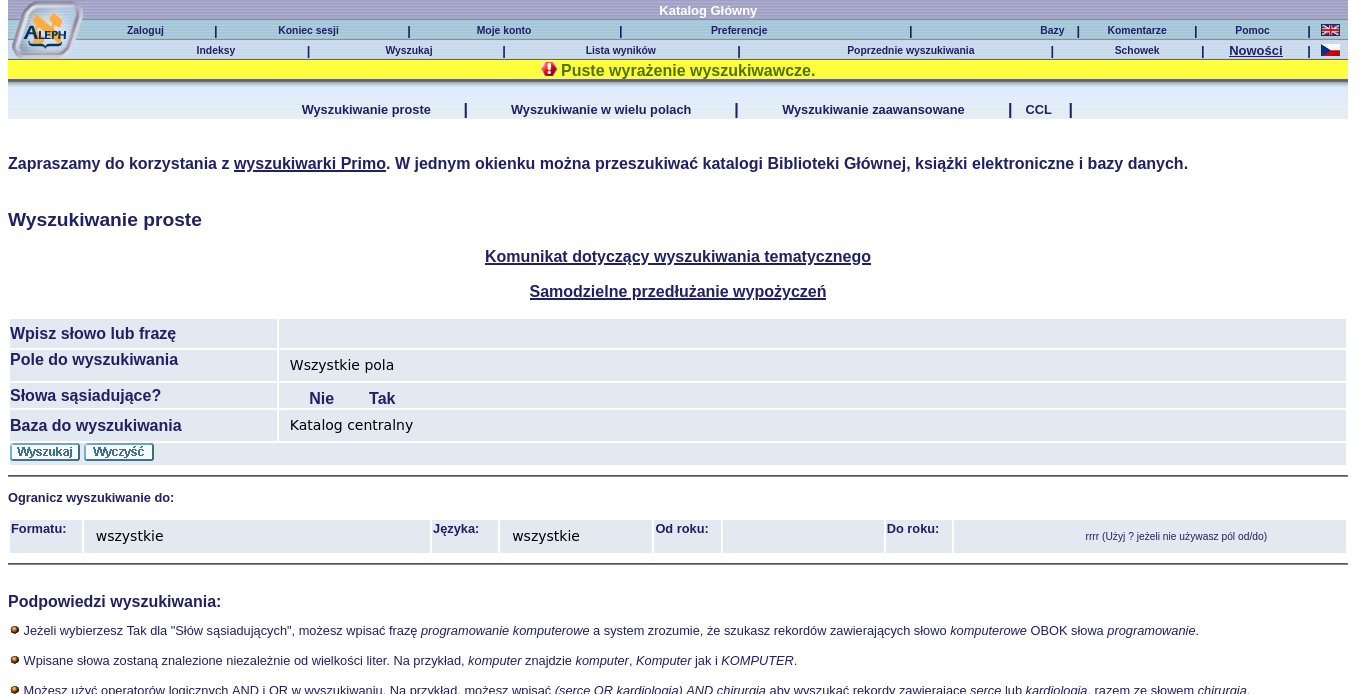 Katalog Główny
ALEPH
Zaloguj | Koniec sesji | Moje konto | Preferencje | Bazy | Komentarze | Pomoc |
Indeksy | Wyszukaj | Lista wyników | Poprzednie wyszukiwania | Schowek | Nowości |
Puste wyrażenie wyszukiwawcze.
Wyszukiwanie proste | Wyszukiwanie w wielu polach | Wyszukiwanie zaawansowane | CCL |
Zapraszamy do korzystania z wyszukiwarki Primo. W jednym okienku można przeszukiwać katalogi Biblioteki Głównej, książki elektroniczne i bazy danych.
Wyszukiwanie proste
Komunikat dotyczący wyszukiwania tematycznego
Samodzielne przedłużanie wypożyczeń
Wpisz słowo lub frazę
Pole do wyszukiwania Wszystkie pola
Słowa sąsiadujące? Nie Tak
Baza do wyszukiwania Katalog centralny
Wyszukaj Wyczyść
Ogranicz wyszukiwanie do:
Formatu: wszystkie Języka: wszystkie Od roku: Do roku: rrrr (Użyj ? jeżeli nie używasz pól od/do)
Podpowiedzi wyszukiwania:
Jeżeli wybierzesz Tak dla "Słów sąsiadujących", możesz wpisać frazę programowanie komputerowe a system zrozumie, że szukasz rekordów zawierających słowo komputerowe OBOK słowa programowanie.
Wpisane słowa zostaną znalezione niezależnie od wielkości liter. Na przykład, komputer znajdzie komputer, Komputer jak i KOMPUTER.
Możesz użyć operatorów logicznych AND i OR w wyszukiwaniu. Na przykład, możesz wpisać (serce OR kardiologia) AND chirurgia aby wyszukać rekordy zawierające serce lub kardiologia, razem ze słowem chirurgia.